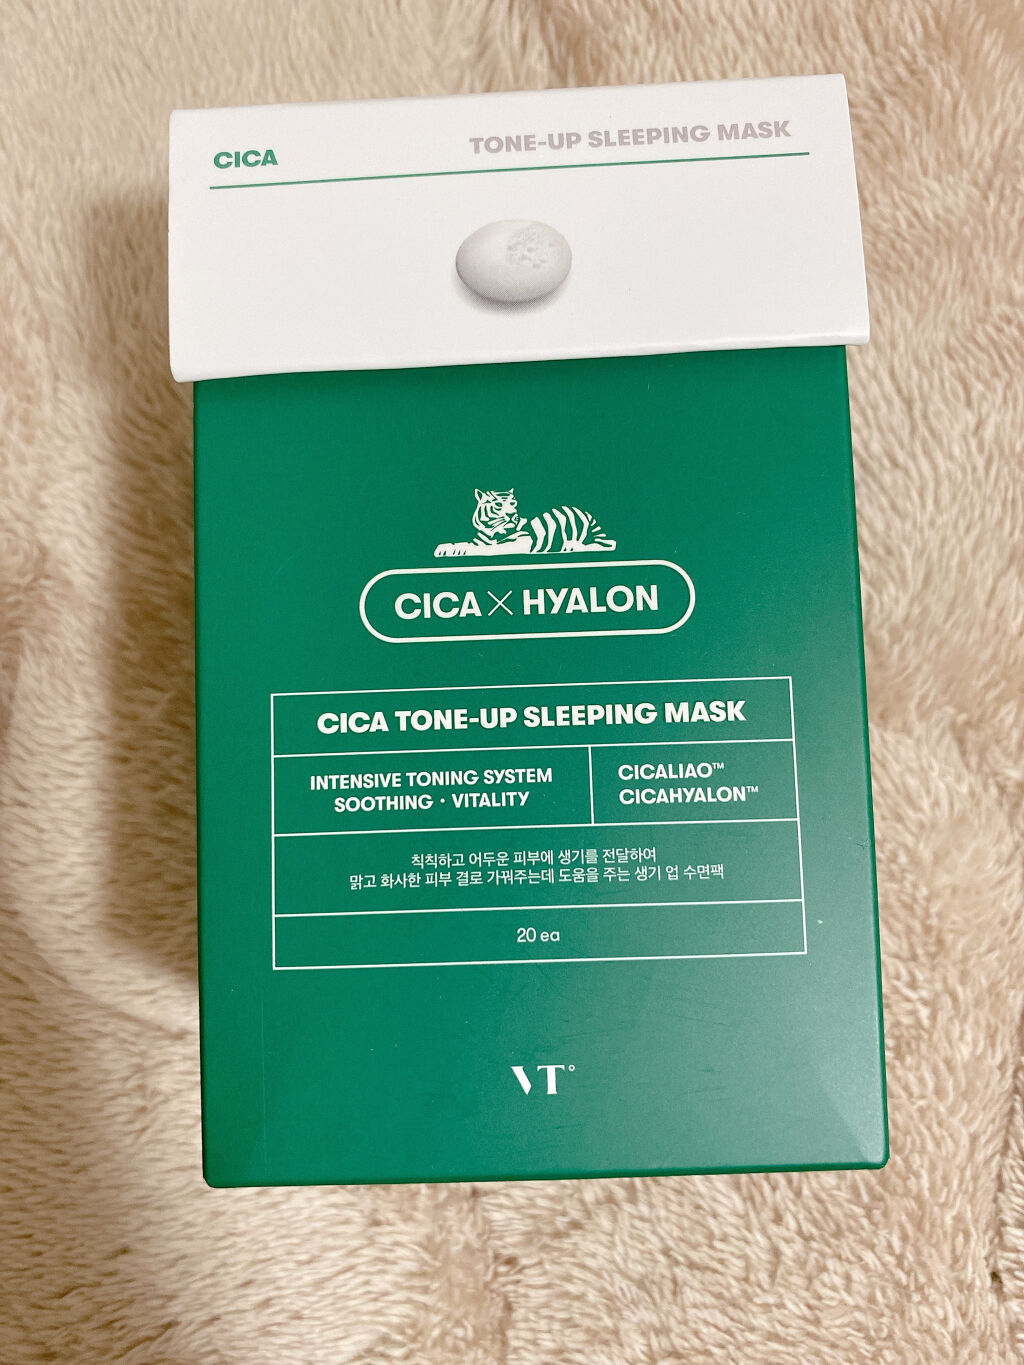 CICA
TONE-UP SLEEPING MASK
CICA×HYALON
CICA TONE-UP SLEEPING MASK
INTENSIVE TONING SYSTEM
SOOTHING · VITALITY
CICALIAO™
CICAHYALON™
칙칙하고 어두운 피부에 생기를 전달하여
맑고 화사한 피부 결로 가꿔주는데 도움을 주는 생기 업 수면팩
20 ea
VT°